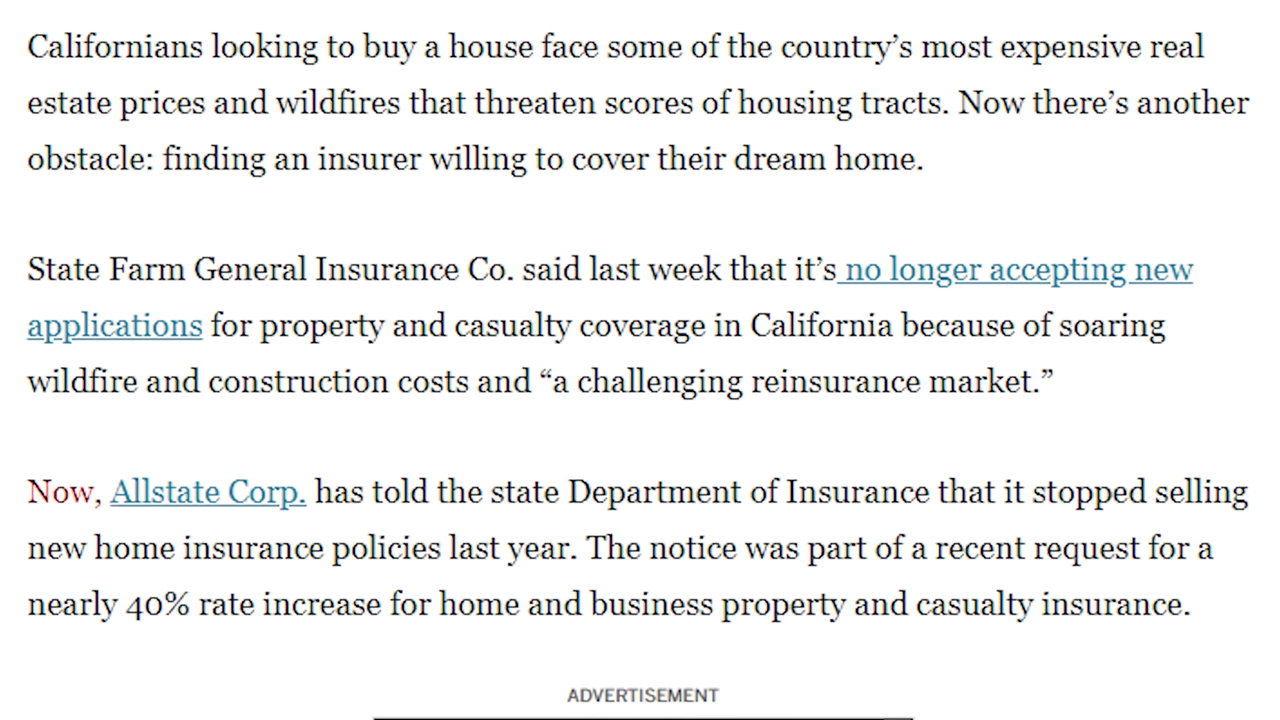 Californians looking to buy a house face some of the country’s most expensive real
estate prices and wildfires that threaten scores of housing tracts. Now there’s another
obstacle: finding an insurer willing to cover their dream home.
State Farm General Insurance Co. said last week that it’s no longer accepting new
applications for property and casualty coverage in California because of soaring
wildfire and construction costs and “a challenging reinsurance market.”
Now, Allstate Corp. has told the state Department of Insurance that it stopped selling
new home insurance policies last year. The notice was part of a recent request for a
nearly 40% rate increase for home and business property and casualty insurance.
ADVERTISEMENT